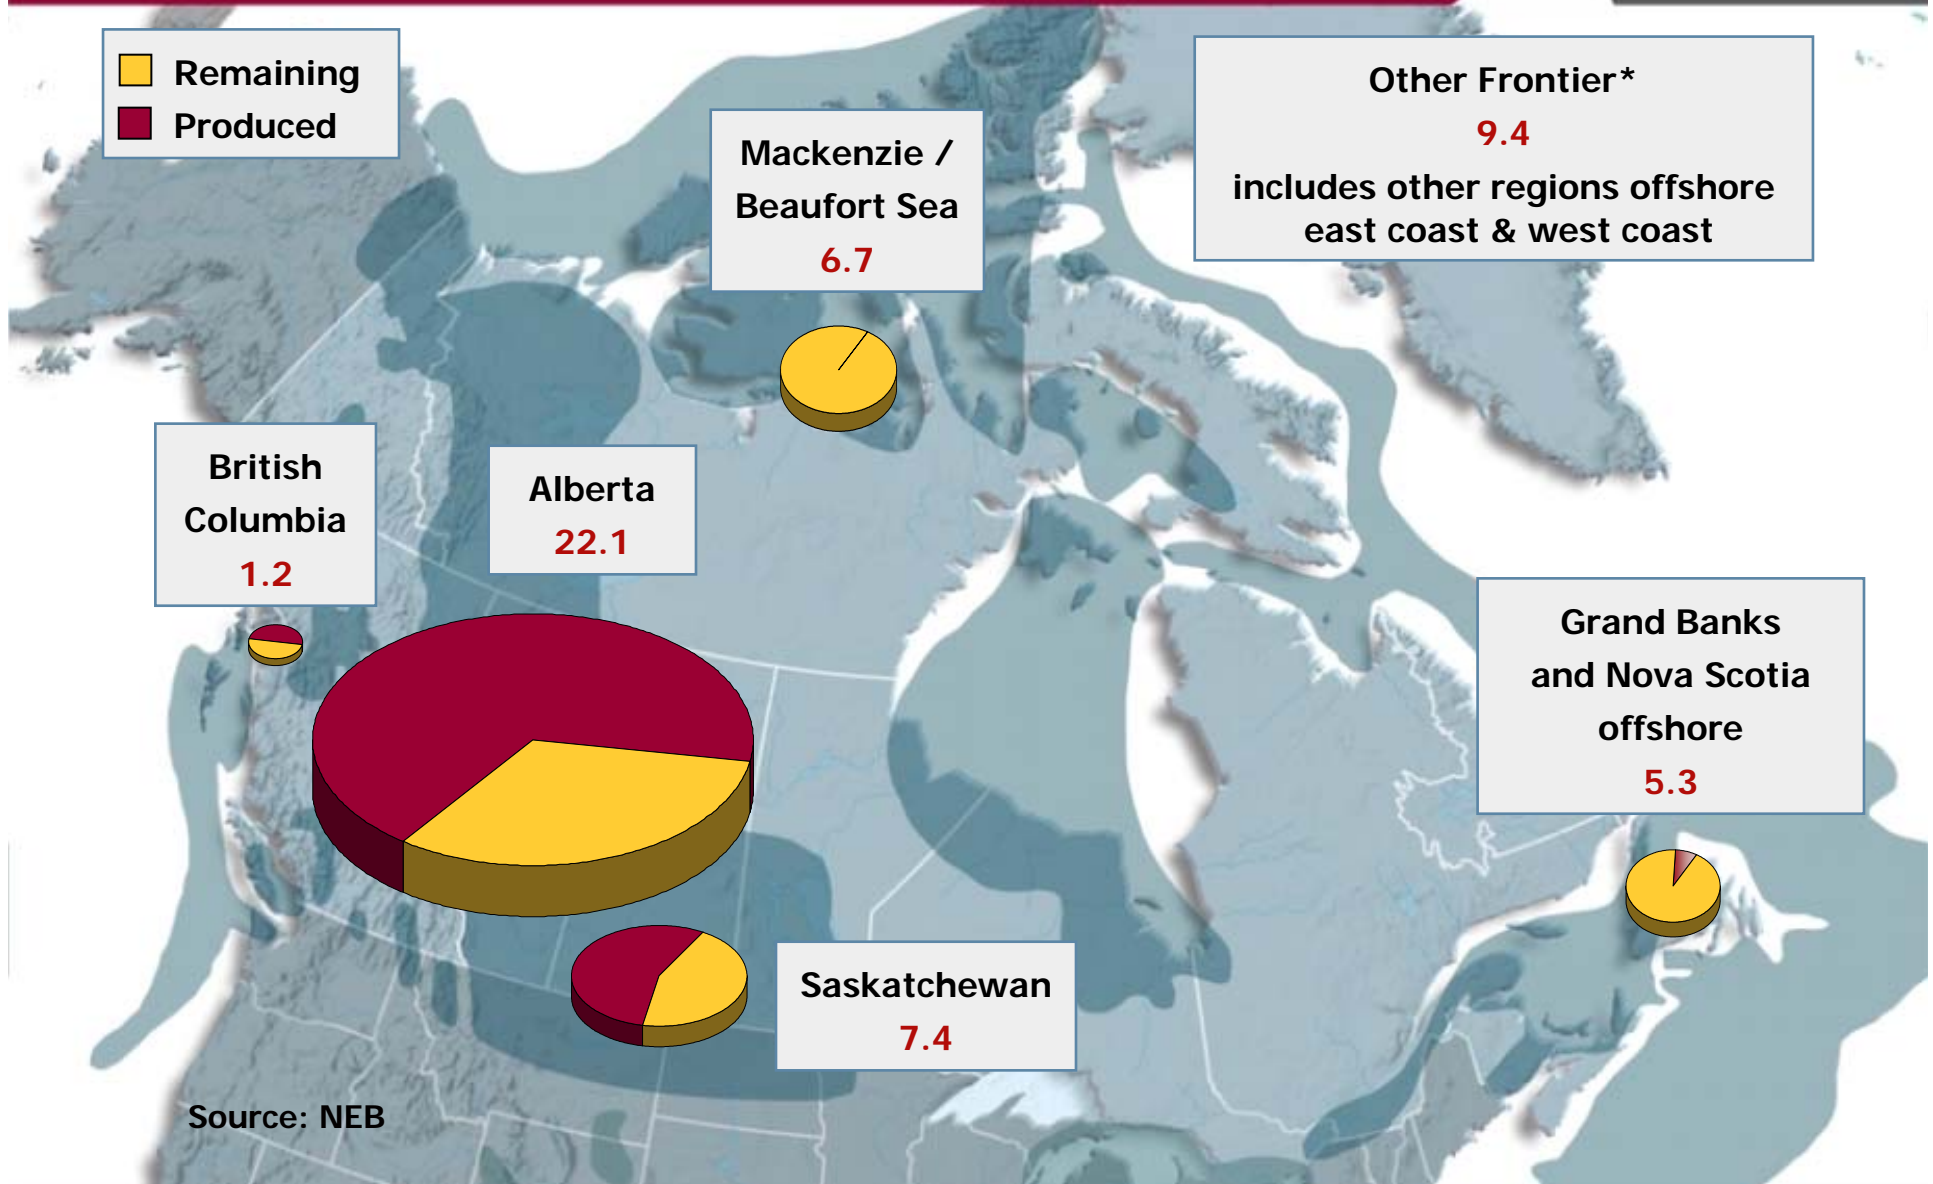 Remaining
Produced
Other Frontier*
9.4
includes other regions offshore
east coast & west coast
Mackenzie /
Beaufort Sea
6.7
British
Columbia
1.2
Alberta
22.1
Grand Banks
and Nova Scotia
offshore
5.3
Saskatchewan
7.4
Source: NEB